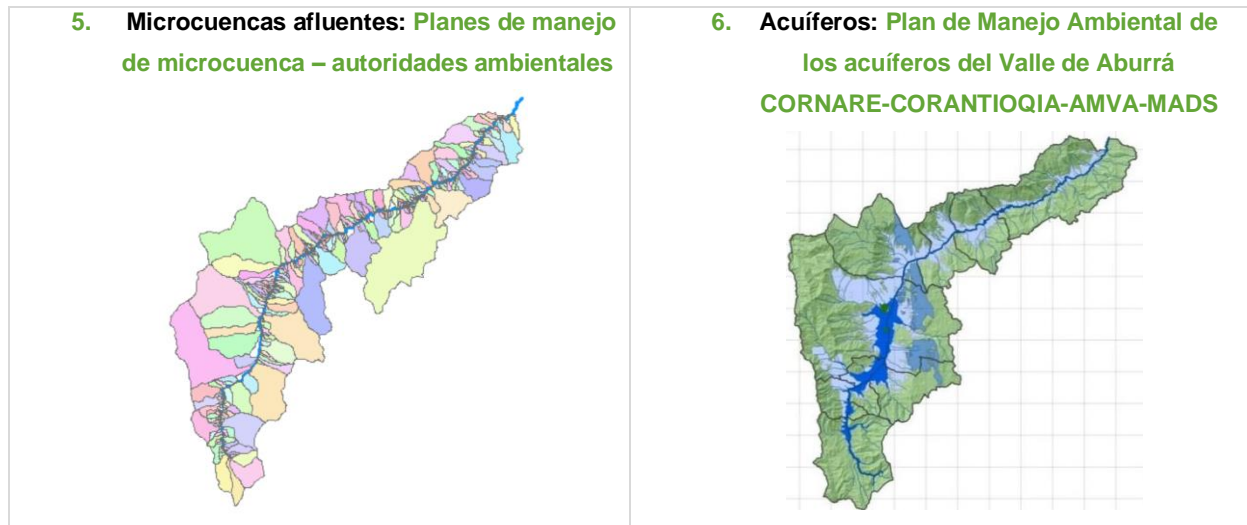 5. Microcuencas afluentes: Planes de manejo
de microcuenca – autoridades ambientales
6. Acuíferos: Plan de Manejo Ambiental de
los acuíferos del Valle de Aburrá
CORNARE-CORANTIOQIA-AMVA-MADS